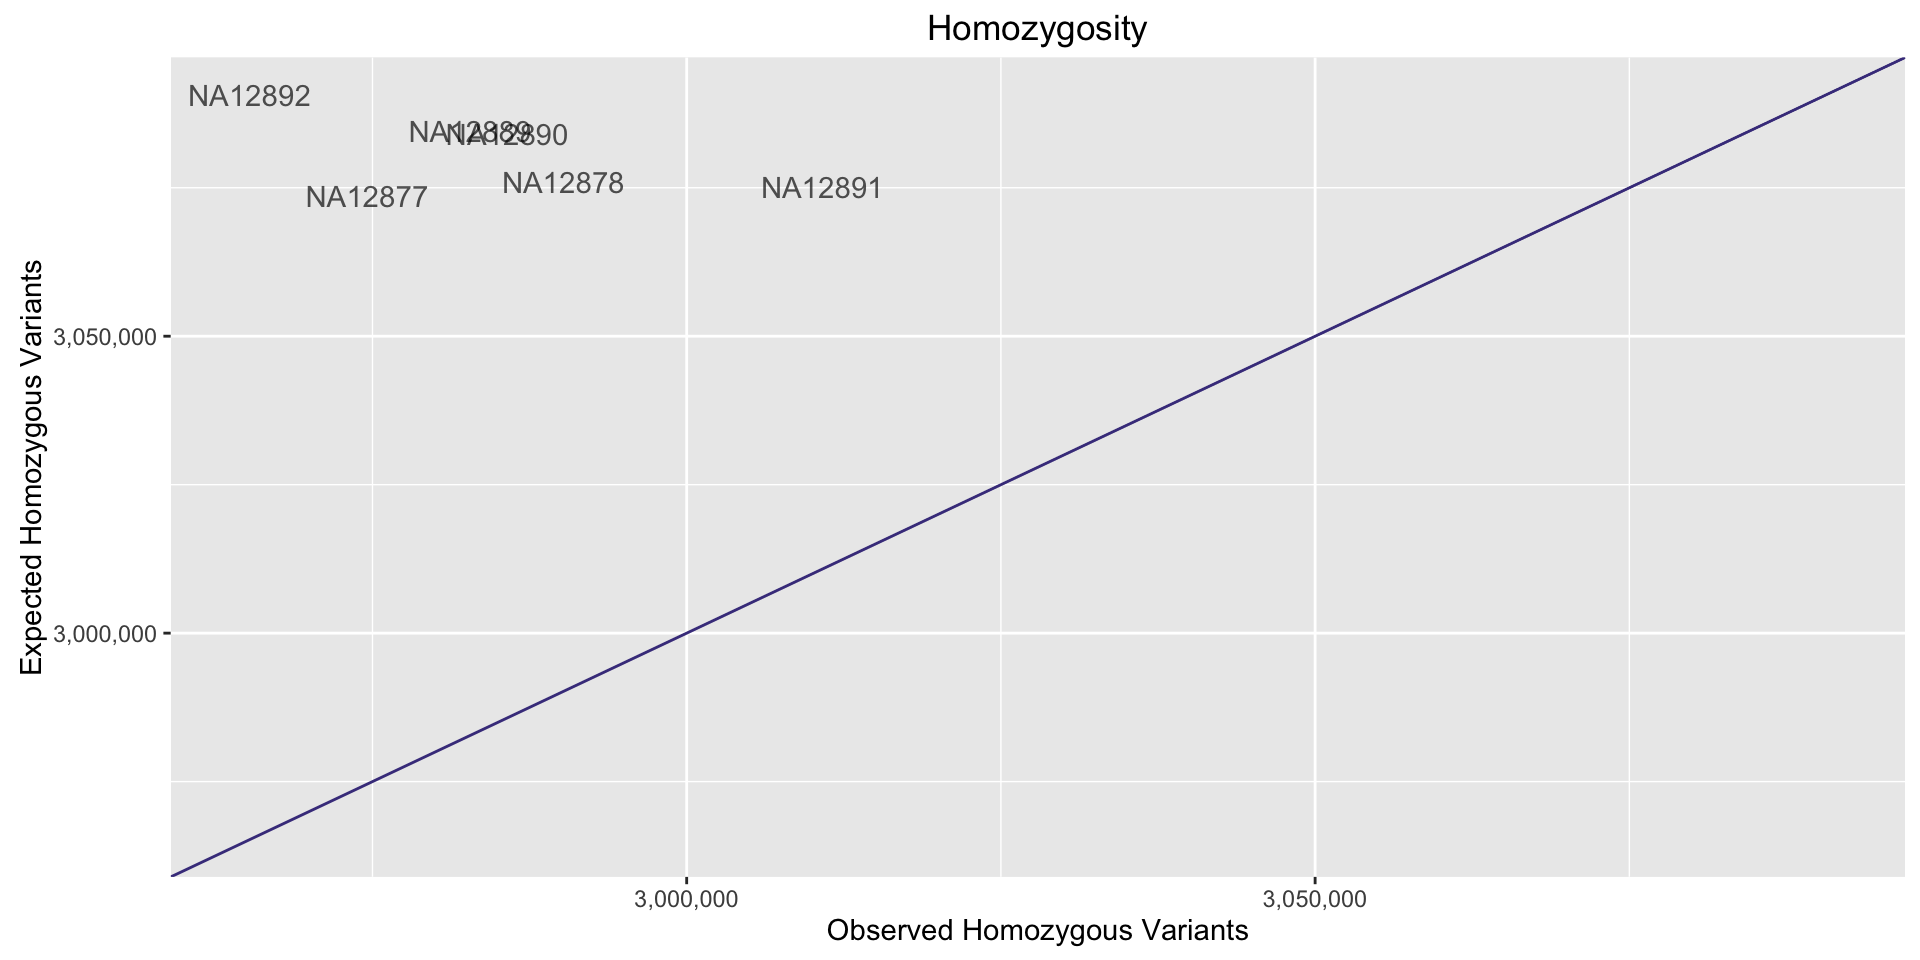 Homozygosity
NA12892
NA12889
NA12890
NA12878
NA12891
NA12877
Expected Homozygous Variants
3,050,000
3,000,000
3,000,000
3,050,000
Observed Homozygous Variants